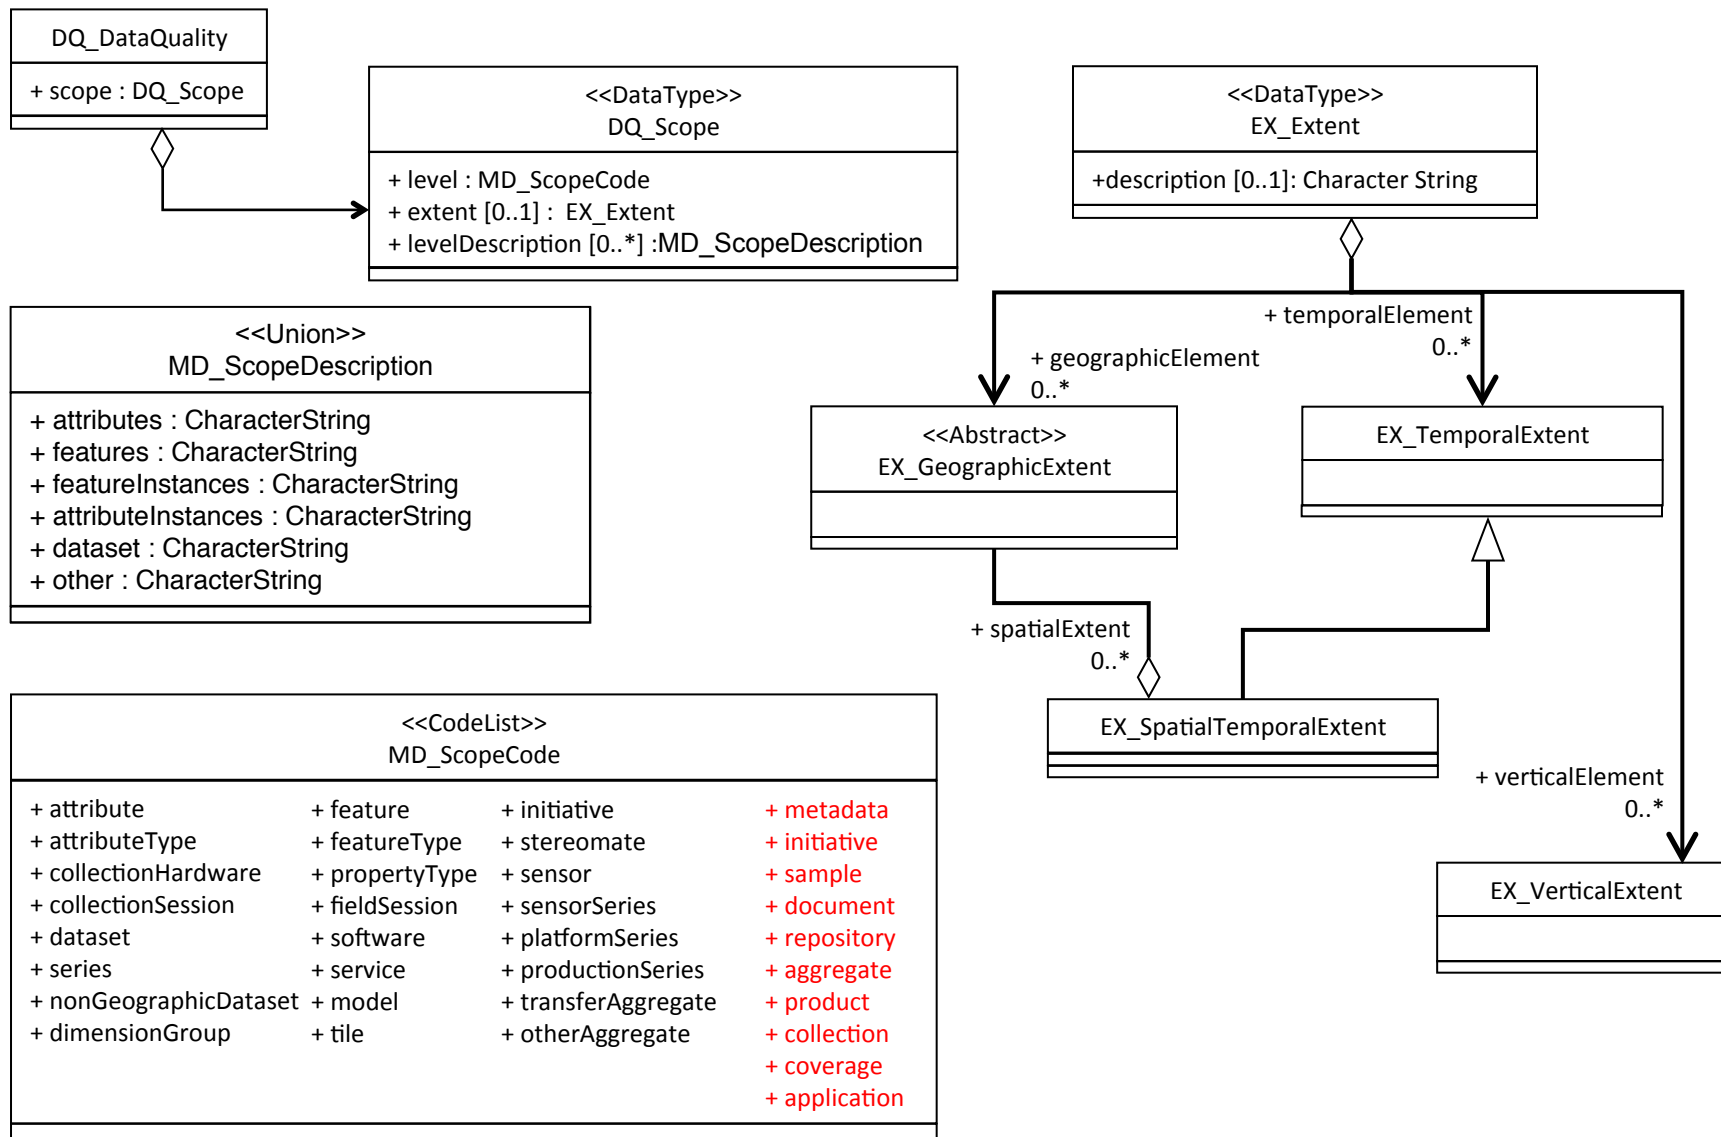 DQ_DataQuality
+ scope : DQ_Scope
<<DataType>>
DQ_Scope
+ level : MD_ScopeCode
+ extent [0..1] :  EX_Extent
+ levelDescription [0..*] :MD_ScopeDescription
<<DataType>>
EX_Extent
+description [0..1]: Character String
+ temporalElement
0..*
+ geographicElement
0..*
<<Union>>
MD_ScopeDescription
+ attributes : CharacterString
+ features : CharacterString
+ featureInstances : CharacterString
+ attributeInstances : CharacterString
+ dataset : CharacterString
+ other : CharacterString
<<Abstract>>
EX_GeographicExtent
EX_TemporalExtent
+ spatialExtent
0..*
EX_SpatialTemporalExtent
+ verticalElement
0..*
EX_VerticalExtent
<<CodeList>>
MD_ScopeCode
+ attribute
+ attributeType
+ collectionHardware
+ collectionSession
+ dataset
+ series
+ nonGeographicDataset
+ dimensionGroup
+ feature
+ featureType
+ propertyType
+ fieldSession
+ software
+ service
+ model
+ tile
+ initiative
+ stereomate
+ sensor
+ sensorSeries
+ platformSeries
+ productionSeries
+ transferAggregate
+ otherAggregate
+ metadata
+ initiative
+ sample
+ document
+ repository
+ aggregate
+ product
+ collection
+ coverage
+ application